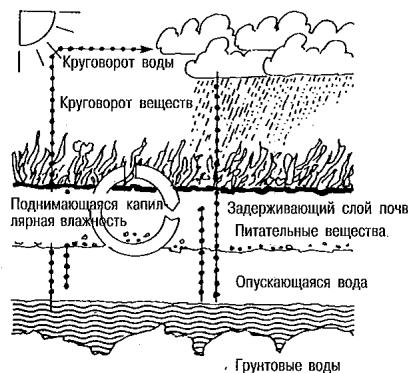 Круговорот воды
Круговорот веществ
Поднимающаяся капил-
лярная влажность
Задерживающий слой почв
Питательные вещества.
Опускающаяся вода
Грунтовые воды